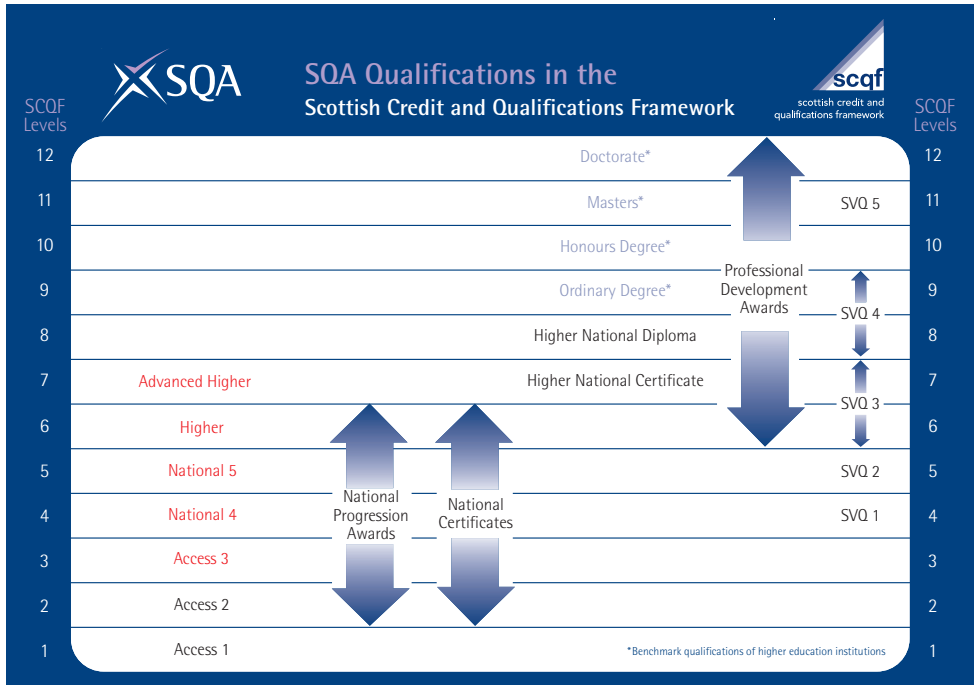 SQA
SQA Qualifications in the
Scottish Credit and Qualifications Framework
scqf
scottish credit and
qualifications framework
SCQF
Levels
SCQF
Levels
12
Doctorate*
12
11
Masters*
SVQ 5
11
10
Honours Degree*
10
9
Ordinary Degree*
Professional
Development
Awards
9
SVQ 4
8
Higher National Diploma
8
7
Advanced Higher
Higher National Certificate
7
SVQ 3
6
Higher
6
5
National 5
SVQ 2
5
National
Progression
Awards
National
Certificates
4
National 4
SVQ 1
4
3
Access 3
3
2
Access 2
2
1
Access 1
*Benchmark qualifications of higher education institutions
1